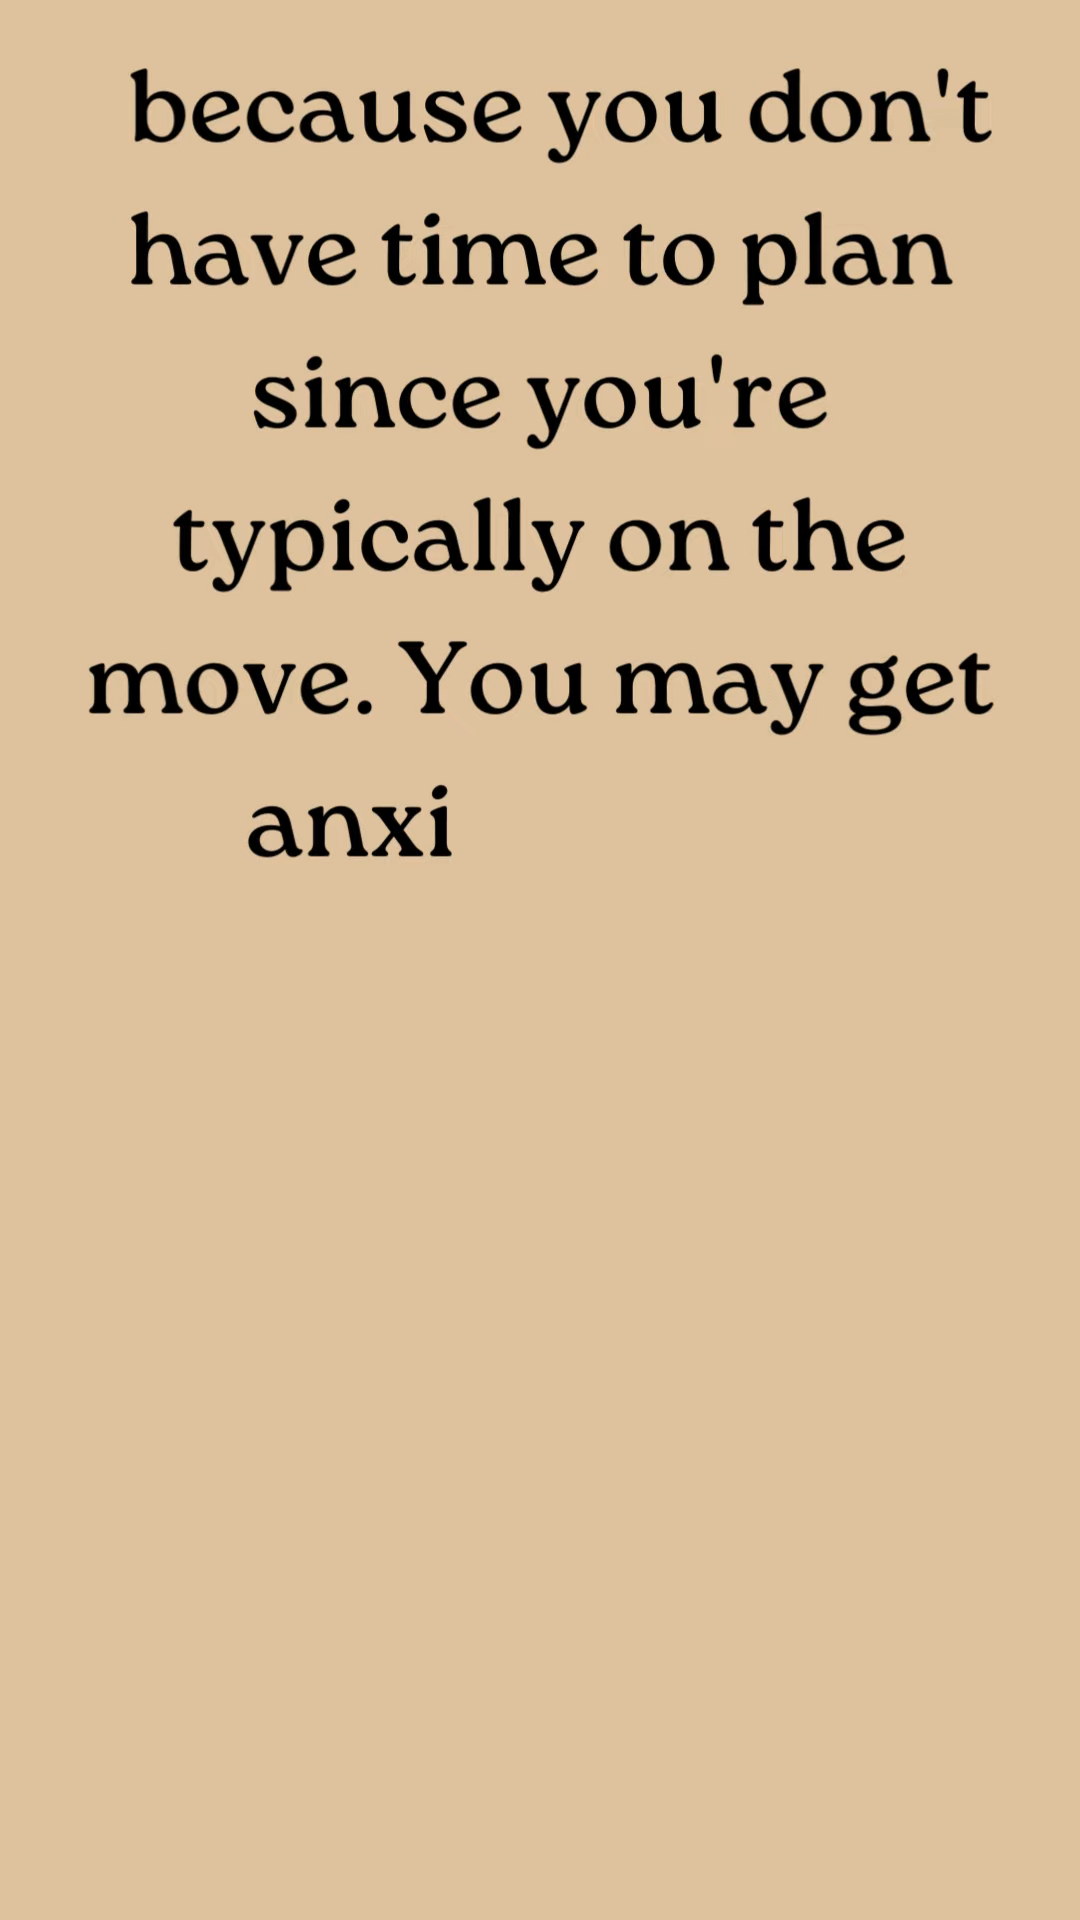 because you don't
have time to plan
since you're
typically on the
move. You may get
anxi